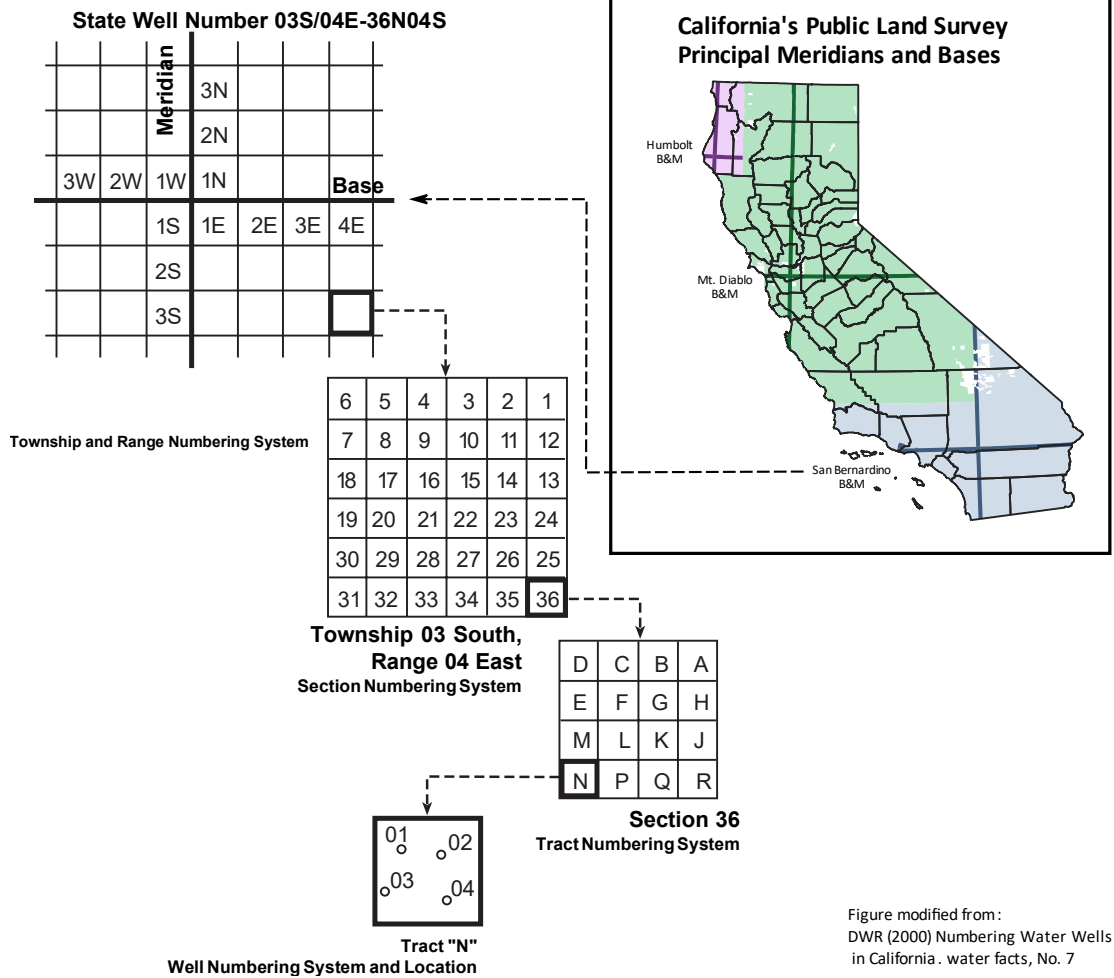 State Well Number 03S/04E-36N04S
Meridian
3N
2N
3W 2W 1W 1N
Base
1S 1E 2E 3E 4E
2S
3S
Township and Range Numbering System
California's Public Land Survey
Principal Meridians and Bases
Humbolt
B&M
Mt. Diablo
B&M
San Bernardino
B&M
6 5 4 3 2 1
7 8 9 10 11 12
18 17 16 15 14 13
19 20 21 22 23 24
30 29 28 27 26 25
31 32 33 34 35 36
Township 03 South,
Range 04 East
Section Numbering System
D C B A
E F G H
M L K J
N P Q R
Section 36
Tract Numbering System
01 02
03 04
Tract "N"
Well Numbering System and Location
Figure modified from:
DWR (2000) Numbering Water Wells
in California. water facts, No. 7